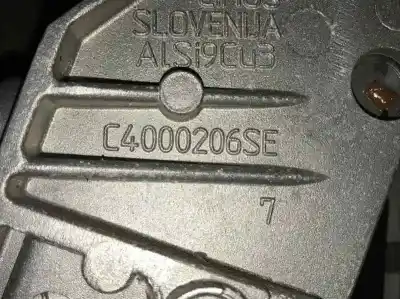 SLOVENIJA
AlSi9Cu3
C4000206SE
7